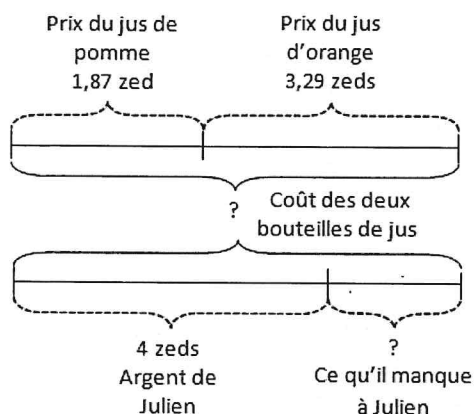 Prix du jus de
pomme
1,87 zed
Prix du jus
d'orange
3,29 zeds
?
Coût des deux
bouteilles de jus
4 zeds
Argent de
Julien
?
Ce qu'il manque
à Julien